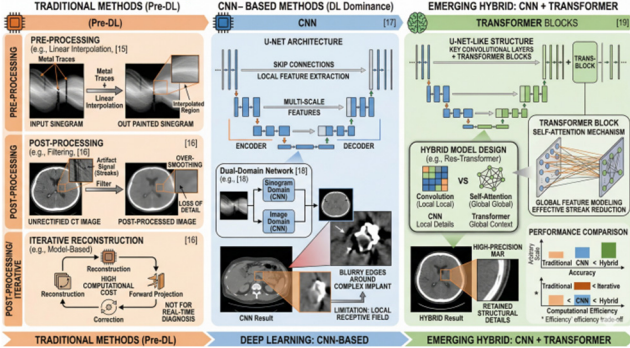 TRADITIONAL METHODS (Pre-DL)
(Pre-DL)
PRE-PROCESSING
PRE-PROCESSING
(e.g., Linear Interpolation, [15])
Metal Traces
Metal Traces
Linear
Interpolation
Interpolated
Region
INPUT SINEGRAM
OUT PAINTED SINEGRAM
POST-PROCESSING
POST-PROCESSING
[16]
(e.g., Filtering, [16])
Artifact
Signal
(Streaks)
Filter
OVER-
SMOOTHING
LOSS OF
DETAIL
UNRECTIFIED CT IMAGE
POST-PROCESSED IMAGE
POST-PROCESSING/
ITERATIVE
ITERATIVE RECONSTRUCTION
[16]
(e.g., Model-Based)
Reconstruction
HIGH
COMPUTATIONAL
COST
Reconstruction
Forward Projection
Correction
NOT FOR
REAL-TIME
DIAGNOSIS
TRADITIONAL METHODS (Pre-DL)
CNN– BASED METHODS (DL Dominance)
CNN
[17]
U-NET ARCHITECTURE
SKIP CONNECTIONS
LOCAL FEATURE EXTRACTION
MULTI-SCALE
FEATURES
ENCODER
DECODER
Dual-Domain Network [18]
(e.g., [18])
Sinogram
Domain
(CNN)
Image
Domain
(CNN)
BLURRY EDGES
AROUND
COMPLEX IMPLANT
LIMITATION: LOCAL
RECEPTIVE FIELD
CNN Result
DEEP LEARNING: CNN-BASED
EMERGING HYBRID: CNN + TRANSFORMER
TRANSFORMER BLOCKS
[19]
U-NET-LIKE STRUCTURE
KEY CONVOLUTIONAL LAYERS
+ TRANSFORMER BLOCKS
TRANS-
BLOCK
TRANSFORMER BLOCK
SELF-ATTENTION MECHANISM
GLOBAL FEATURE MODELING
EFFECTIVE STREAK REDUCTION
HYBRID MODEL DESIGN
(e.g., Res-Transformer)
VS
Convolution
(Local Local)
Self-Attention
(Global Global)
CNN
Local Details
Transformer
Global Context
HIGH-PRECISION
MAR
RETAINED
STRUCTURAL
DETAILS
HYBRID Result
PERFORMANCE COMPARISON
Arbitrary
Scale
Traditional
CNN < Hybrid
Accuracy
Traditional < Iterative
< CNN < Hybrid
Computational Efficiency
EMERGING HYBRID: CNN + TRANSFORMER